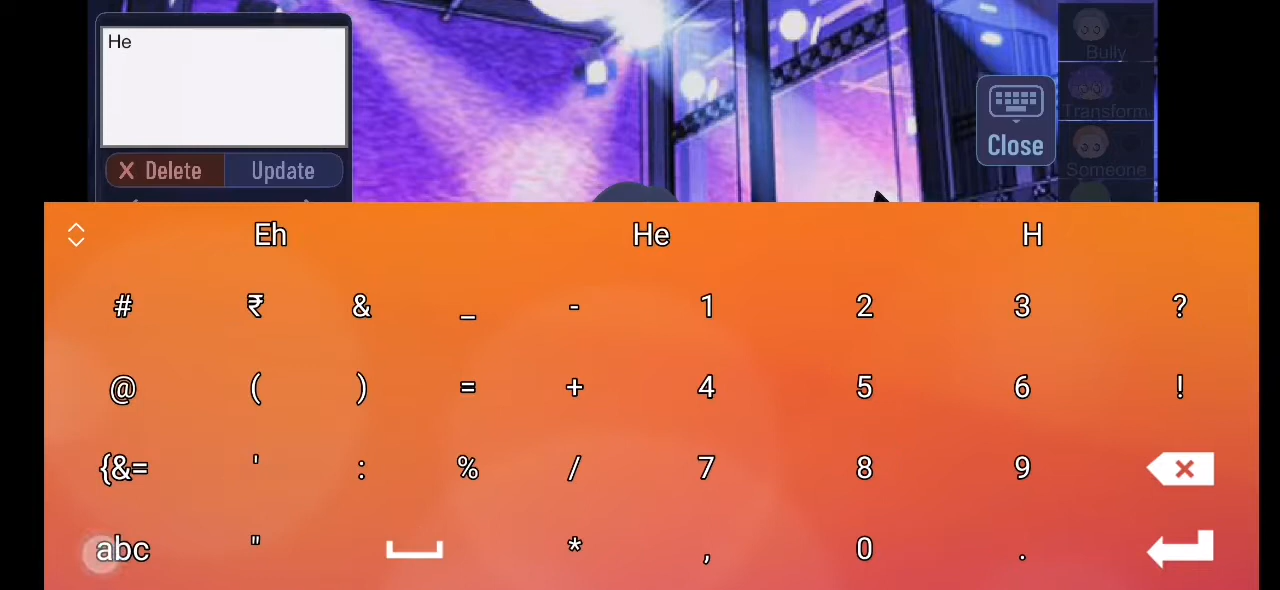 He
Bully
Transform
Close
Someone
Delete Update
Eh He H
# ₹ & _ - 1 2 3 ?
@ ( ) = + 4 5 6 !
{&= ' : % / 7 8 9
abc " * , 0 .